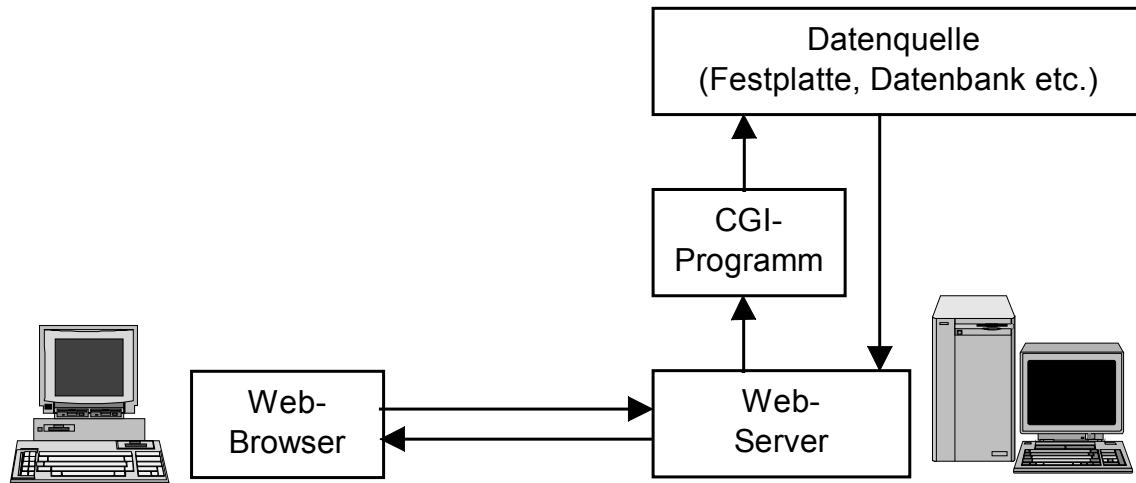 Datenquelle
(Festplatte, Datenbank etc.)
CGI-
Programm
Web-
Browser
Web-
Server